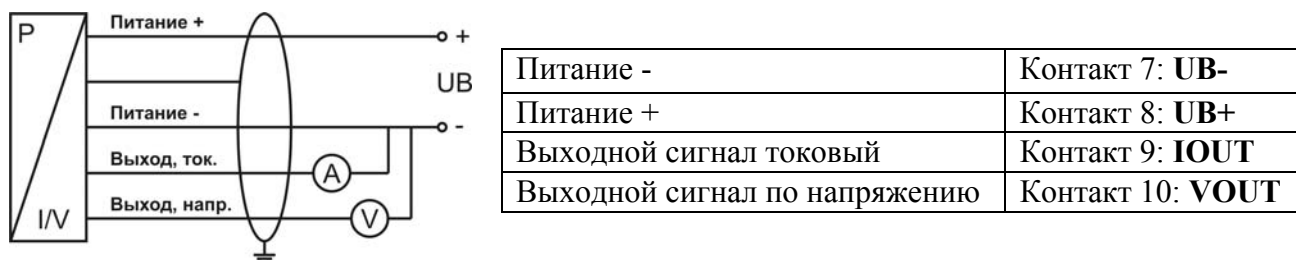 P
Питание +
+
UB
Питание -
-
Выход, ток.
A
Выход, напр.
V
I/V
Питание - Контакт 7: UB-
Питание + Контакт 8: UB+
Выходной сигнал токовый Контакт 9: IOUT
Выходной сигнал по напряжению Контакт 10: VOUT